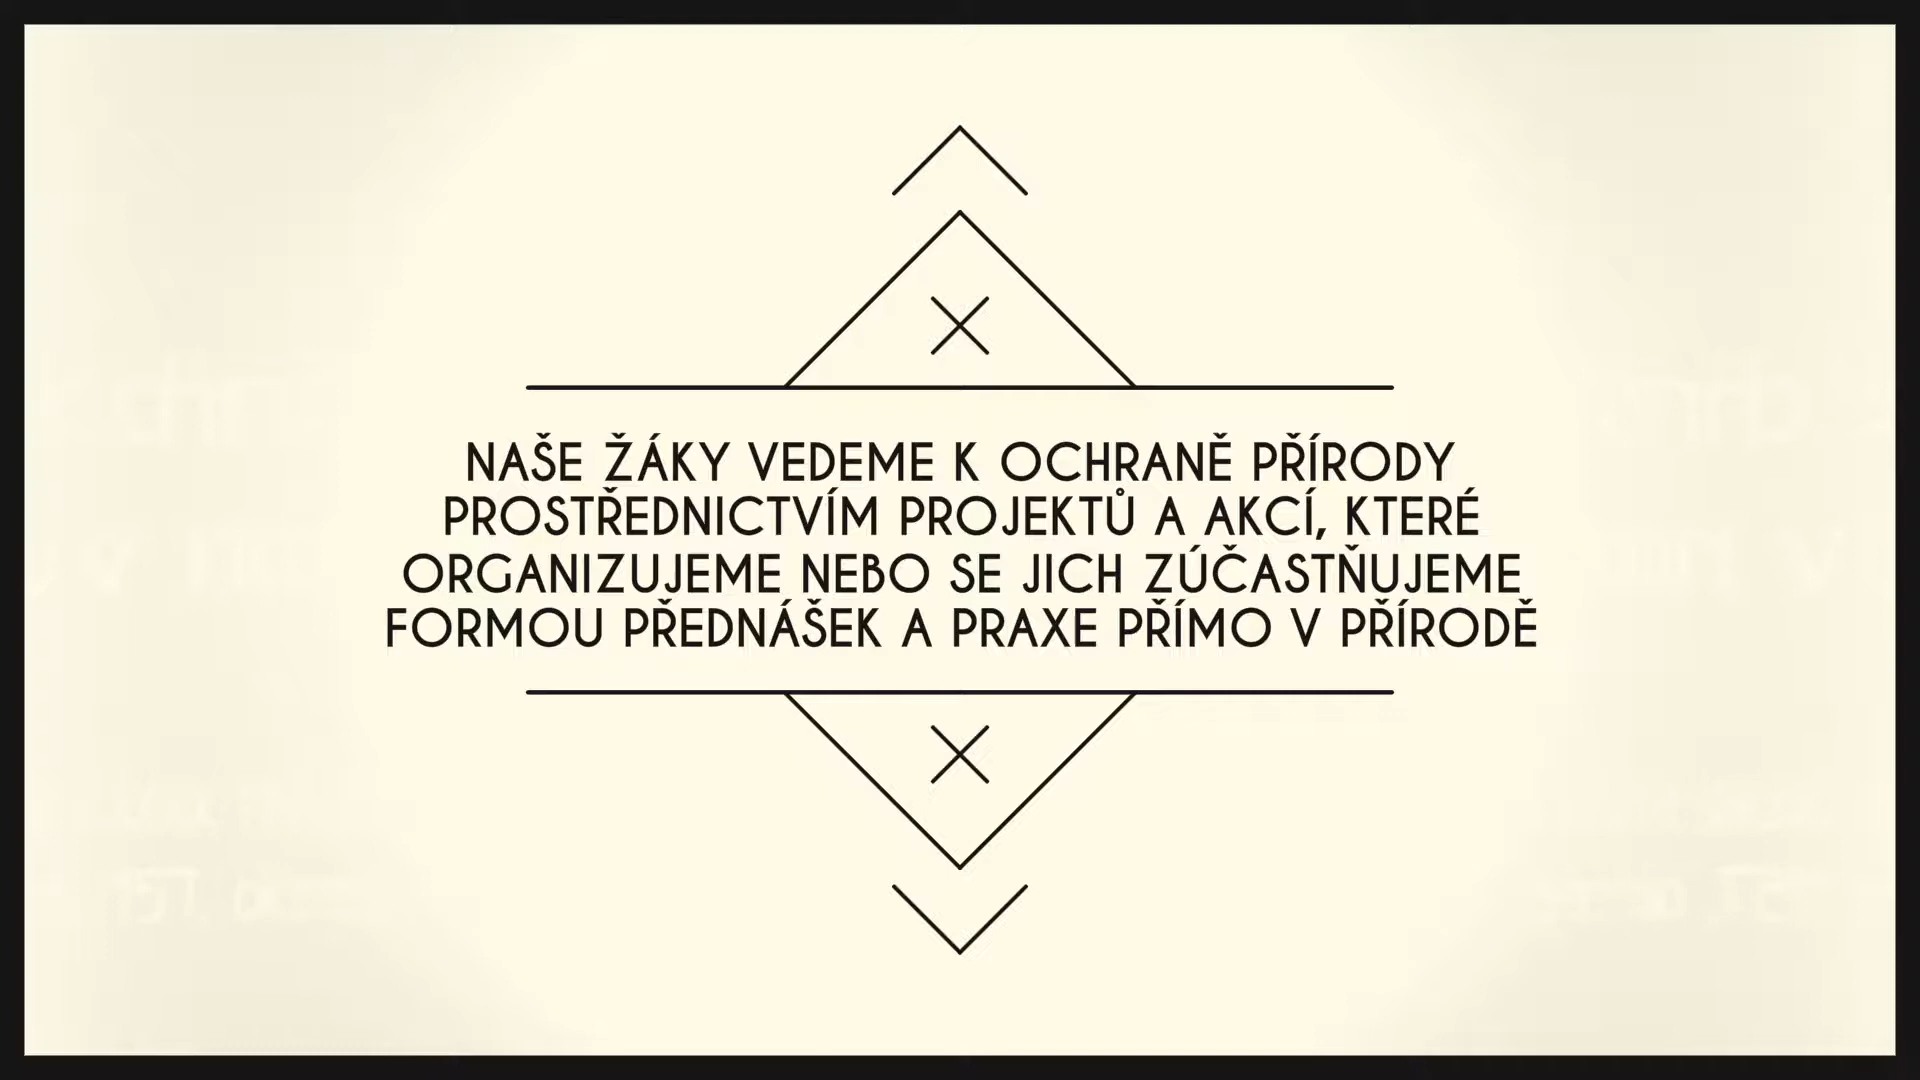 NAŠE ŽÁKY VEDEME K OCHRANĚ PŘÍRODY
PROSTŘEDNICTVÍM PROJEKTŮ A AKCÍ, KTERÉ
ORGANIZUJEME NEBO SE JICH ZÚČASTŇUJEME
FORMOU PŘEDNÁŠEK A PRAXE PŘÍMO V PŘÍRODĚ